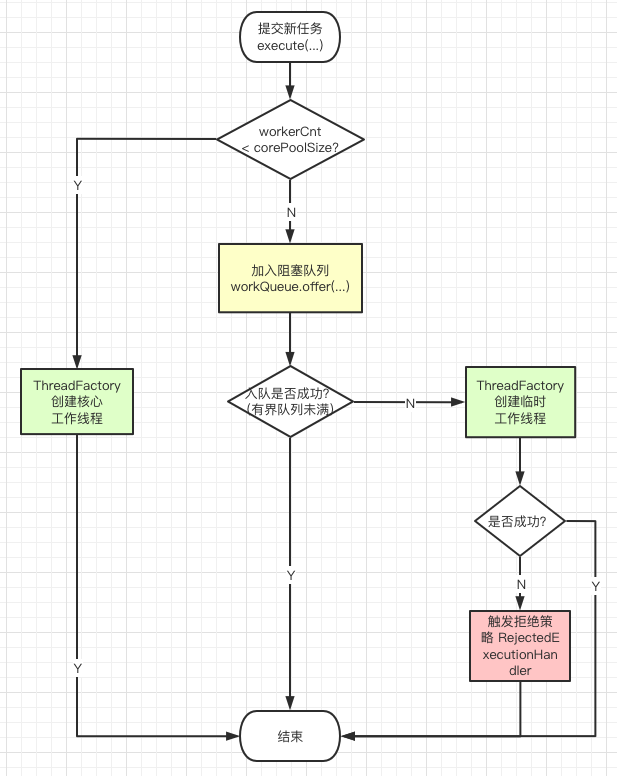 提交新任务
execute(...)
workerCnt
< corePoolSize?
Y
N
加入阻塞队列
workQueue.offer(...)
ThreadFactory
创建核心
工作线程
入队是否成功?
(有界队列未满)
N
ThreadFactory
创建临时
工作线程
是否成功?
Y
N
Y
触发拒绝策
略 RejectedE
xecutionHan
dler
Y
结束